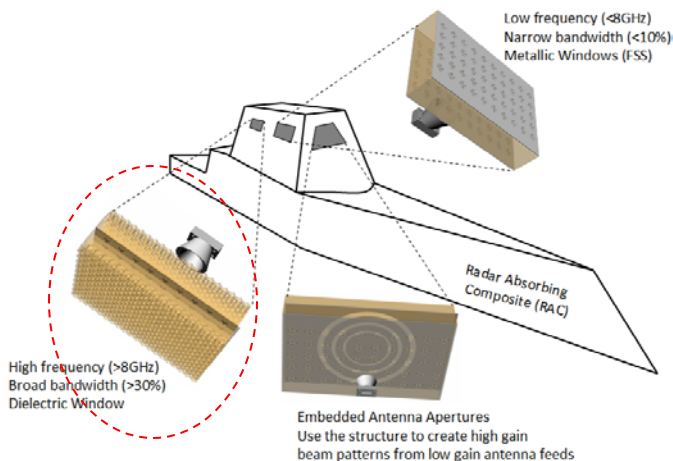 Low frequency (<8GHz)
Narrow bandwidth (<10%)
Metallic Windows (FSS)
Radar Absorbing
Composite (RAC)
High frequency (>8GHz)
Broad bandwidth (>30%)
Dielectric Window
Embedded Antenna Apertures
Use the structure to create high gain
beam patterns from low gain antenna feeds